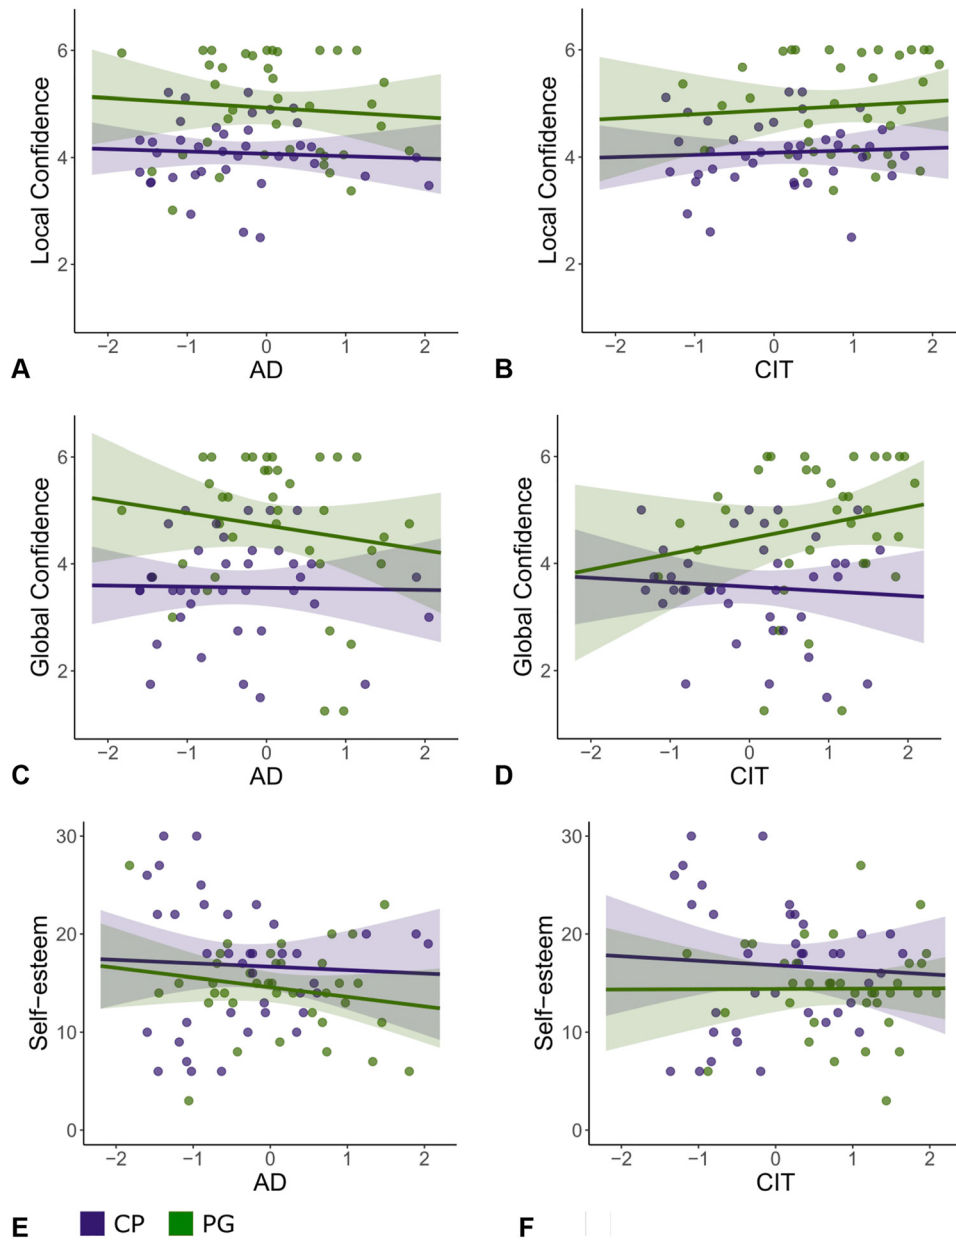 6
4
2
Local Confidence
−2 −1 0 1 2
AD
A
6
4
2
Local Confidence
−2 −1 0 1 2
CIT
B
6
4
2
Global Confidence
−2 −1 0 1 2
AD
C
6
4
2
Global Confidence
−2 −1 0 1 2
CIT
D
30
20
10
0
Self−esteem
−2 −1 0 1 2
AD
E
30
20
10
0
Self−esteem
−2 −1 0 1 2
CIT
F
CP PG